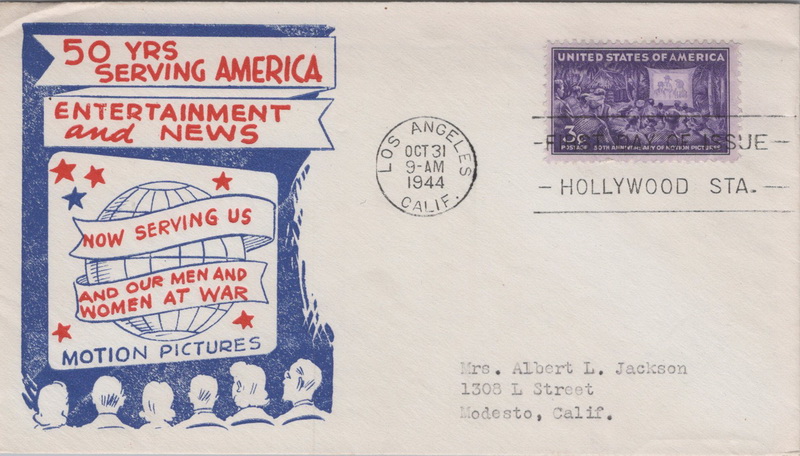 50 YRS
SERVING AMERICA
ENTERTAINMENT
and NEWS
NOW SERVING US
AND OUR MEN AND
WOMEN AT WAR
MOTION PICTURES
LOS ANGELES
OCT 31
9-AM
1944
CALIF.
UNITED STATES OF AMERICA
3¢
POSTAGE 50TH ANNIVERSARY OF MOTION PICTURES
FIRST DAY OF ISSUE
HOLLYWOOD STA.
Mrs. Albert L. Jackson
1308 L Street
Modesto, Calif.